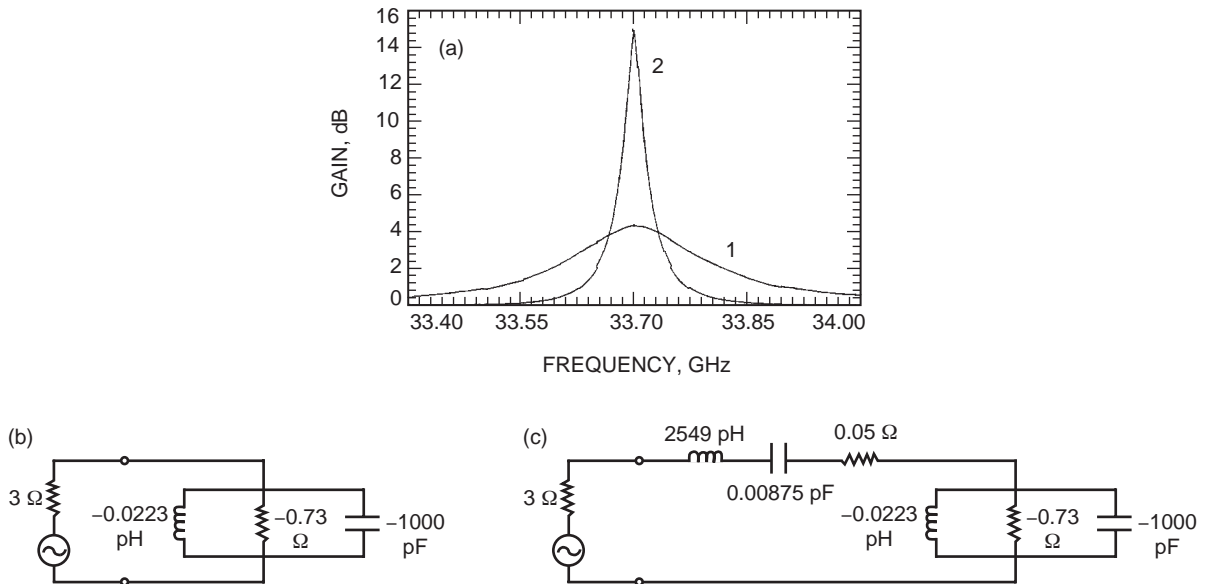 (a)
GAIN, dB
16
14
12
10
8
6
4
2
0
2
1
33.40 33.55 33.70 33.85 34.00
FREQUENCY, GHz
(b)
3 Ω
−0.0223
pH
−0.73
Ω
−1000
pF
(c)
2549 pH
0.05 Ω
0.00875 pF
3 Ω
−0.0223
pH
−0.73
Ω
−1000
pF